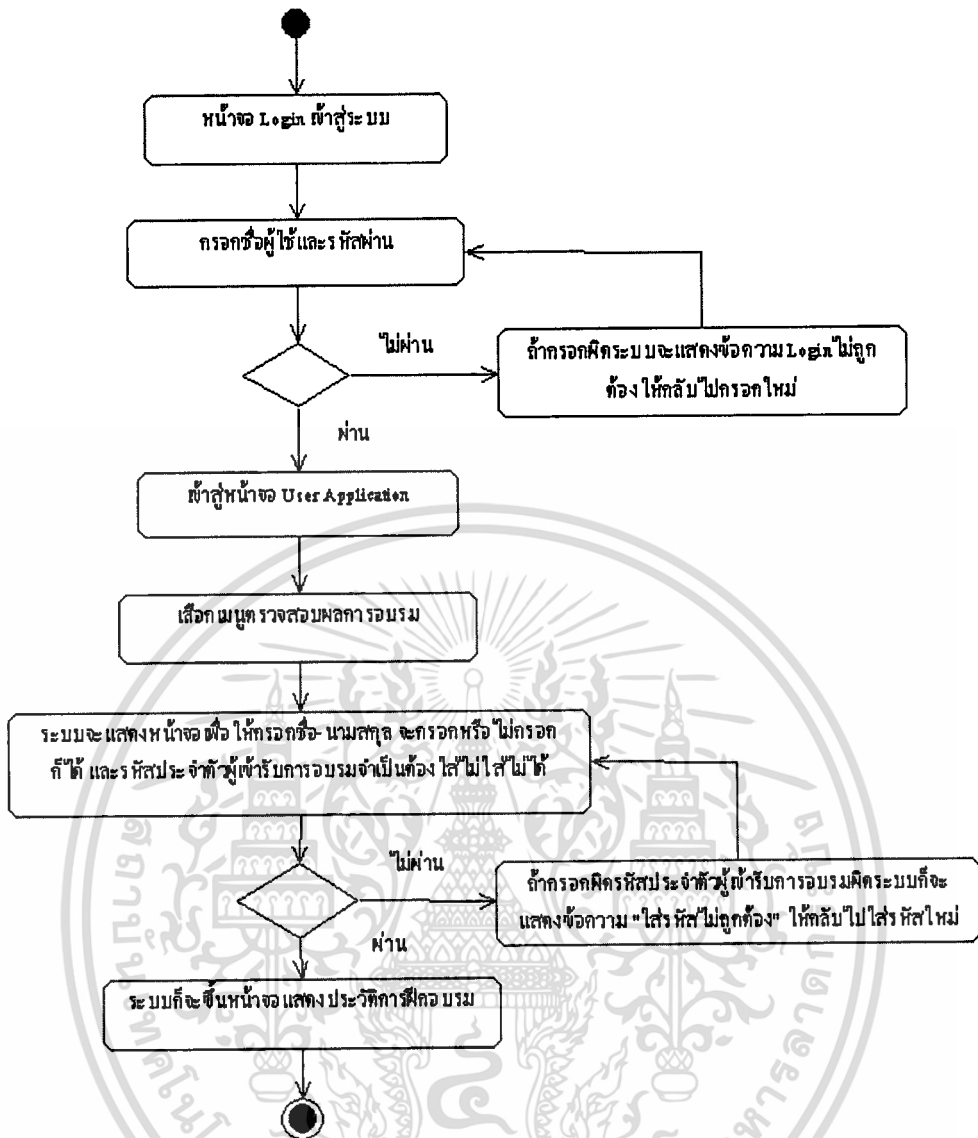 หน้าจอ Login เข้าสู่ระบบ
กรอกชื่อผู้ใช้และรหัสผ่าน
ไม่ผ่าน
ถ้ากรอกผิดระบบจะแสดงข้อความ Login ไม่ถูก
ต้อง ให้กลับไปกรอกใหม่
ผ่าน
เข้าสู่หน้าจอ User Application
เลือกเมนูตรวจสอบผลการอบรม
ระบบจะแสดงหน้าจอเพื่อให้กรอกชื่อ-นามสกุล จะกรอกหรือไม่กรอก
ก็ได้ และรหัสประจำตัวผู้เข้ารับการอบรมจำเป็นต้องใส่ไม่ใส่ไม่ได้
ไม่ผ่าน
ถ้ากรอกผิดรหัสประจำตัวผู้เข้ารับการอบรมผิดระบบก็จะ
แสดงข้อความ "ใส่รหัสไม่ถูกต้อง" ให้กลับไปใส่รหัสใหม่
ผ่าน
ระบบก็จะขึ้นหน้าจอแสดงประวัติการฝึกอบรม